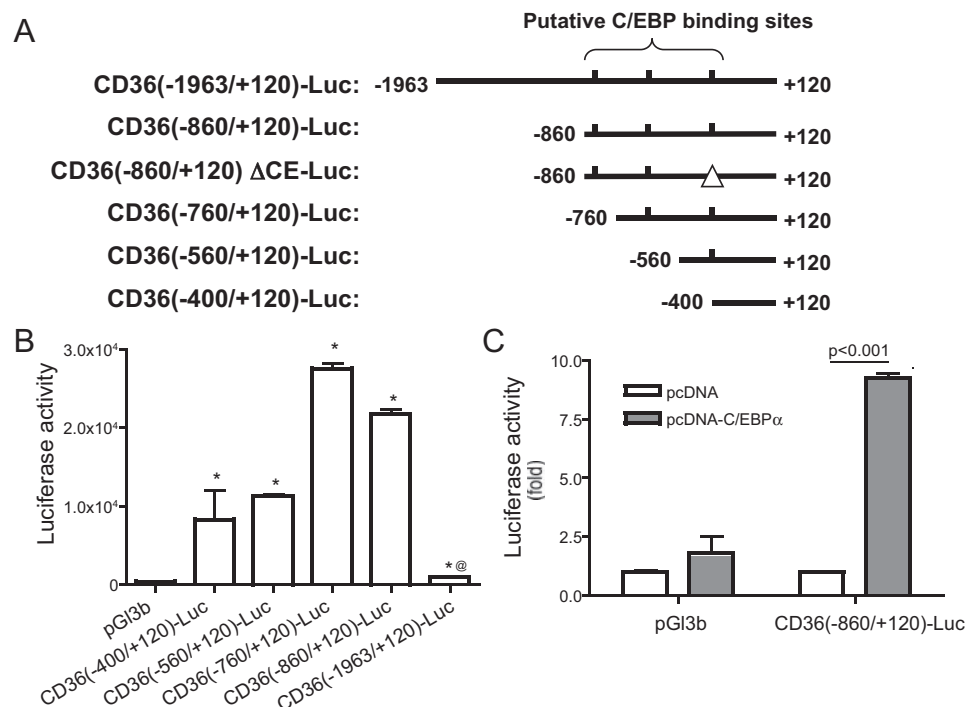 A
Putative C/EBP binding sites
CD36(-1963/+120)-Luc: -1963 +120
CD36(-860/+120)-Luc: -860 +120
CD36(-860/+120) ΔCE-Luc: -860 +120
CD36(-760/+120)-Luc: -760 +120
CD36(-560/+120)-Luc: -560 +120
CD36(-400/+120)-Luc: -400 +120
B
Luciferase activity
3.0x10⁴
2.0x10⁴
1.0x10⁴
0
*
*
*
*
* @
pGl3b
CD36(-400/+120)-Luc
CD36(-560/+120)-Luc
CD36(-760/+120)-Luc
CD36(-860/+120)-Luc
CD36(-1963/+120)-Luc
C
Luciferase activity
(fold)
10.0
7.5
5.0
2.5
0.0
pcDNA
pcDNA-C/EBPα
p<0.001
pGl3b
CD36(-860/+120)-Luc